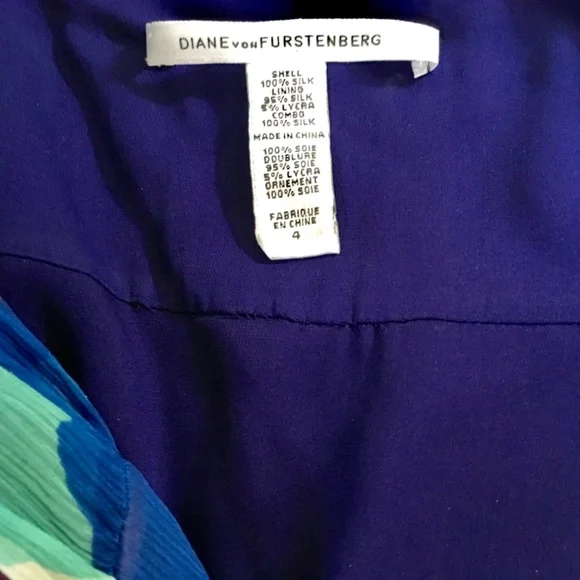 DIANE VON FURSTENBERG
SHELL
100% SILK
LINING
95% SILK
5% LYCRA
COMBO
100% SILK
MADE IN CHINA
100% SOIE
DOUBLURE
95% SOIE
5% LYCRA
ORNEMENT
100% SOIE
FABRIQUE
EN CHINE
4